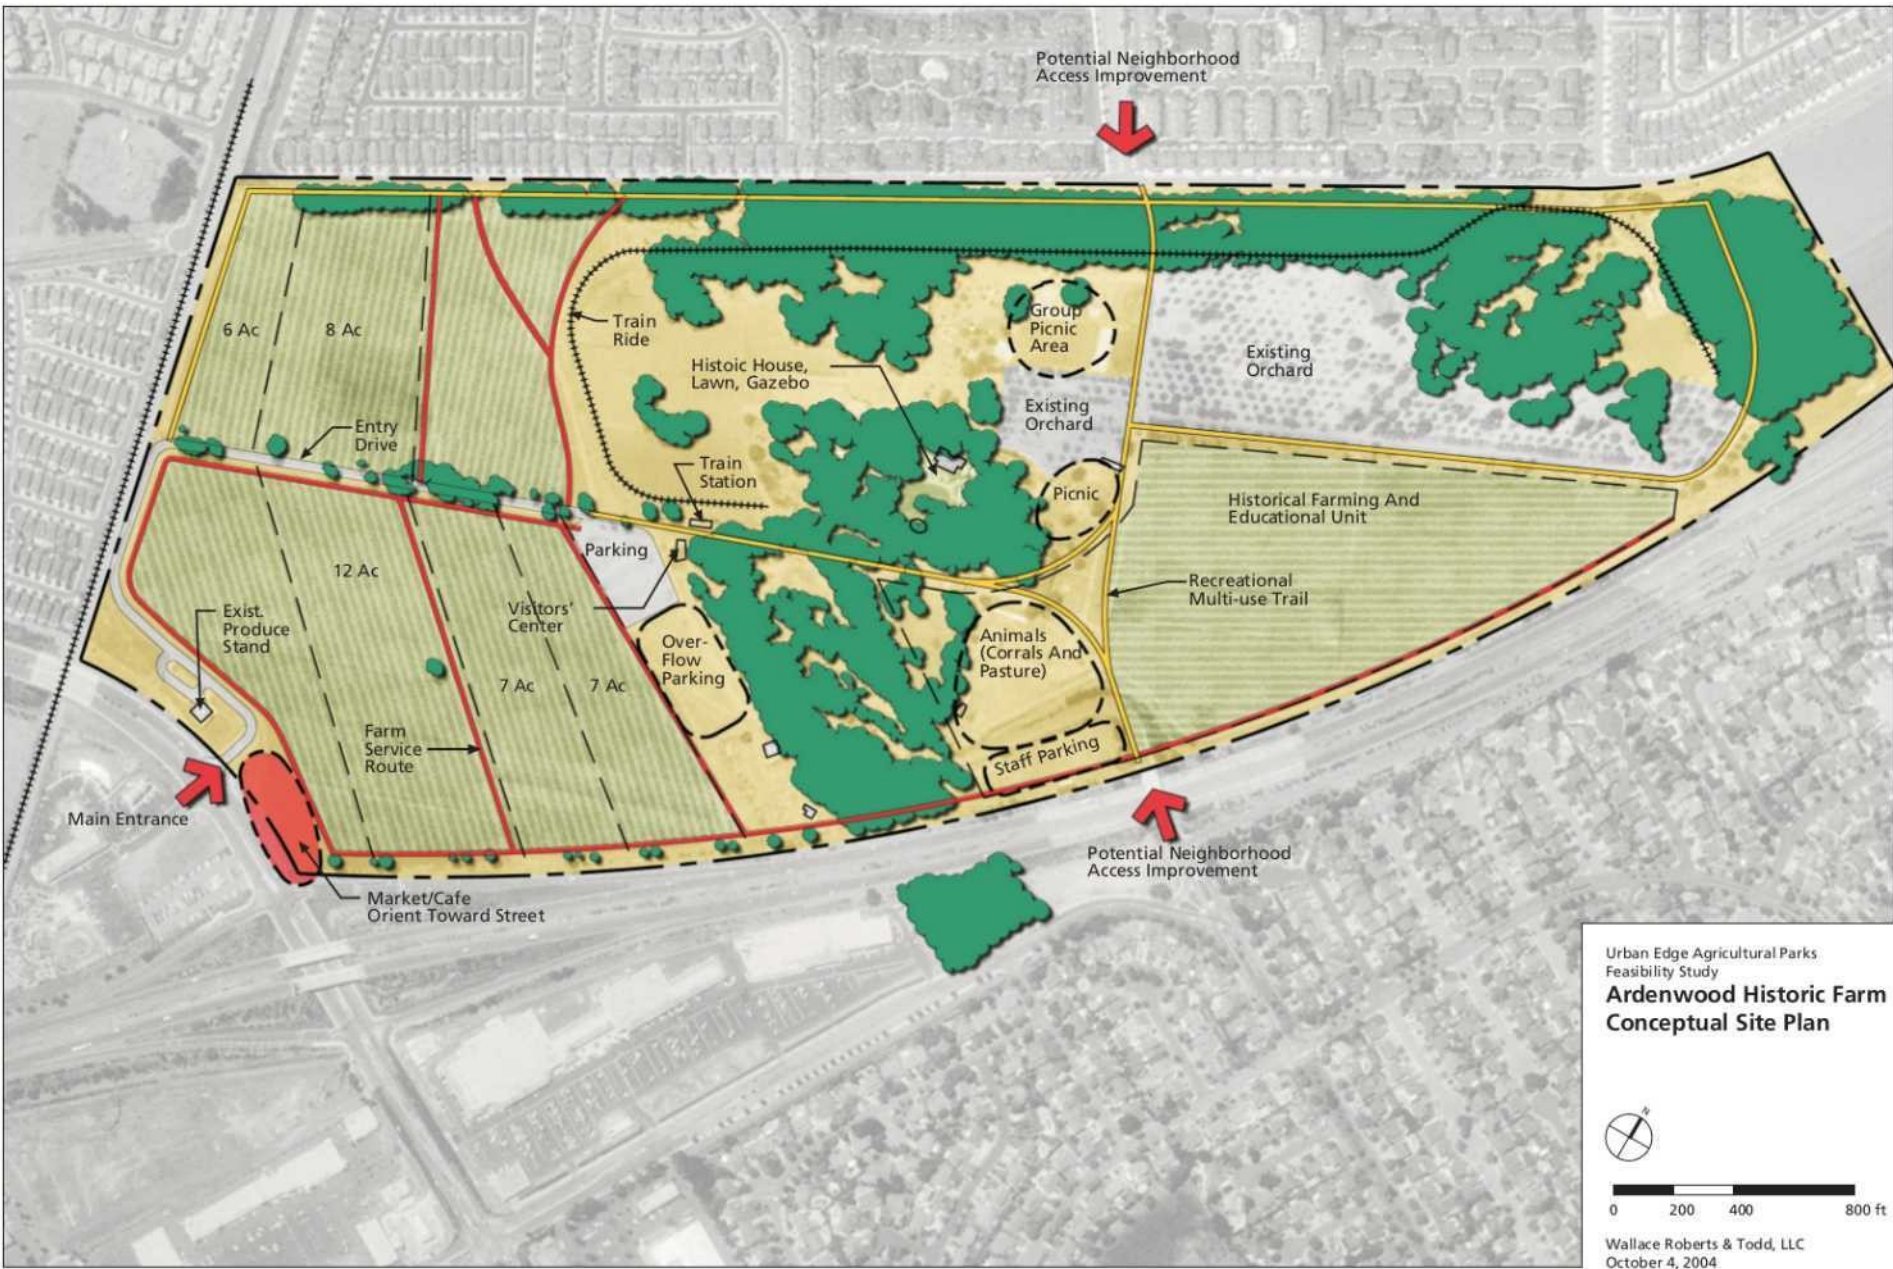 Potential Neighborhood
Access Improvement
6 Ac
8 Ac
Train
Ride
Group
Picnic
Area
Histoic House,
Lawn, Gazebo
Existing
Orchard
Existing
Orchard
Entry
Drive
Train
Station
Picnic
Historical Farming And
Educational Unit
Parking
12 Ac
Recreational
Multi-use Trail
Exist.
Produce
Stand
Visitors'
Center
Over-
Flow
Parking
Animals
(Corrals And
Pasture)
7 Ac
7 Ac
Farm
Service
Route
Staff Parking
Main Entrance
Potential Neighborhood
Access Improvement
Market/Cafe
Orient Toward Street
Urban Edge Agricultural Parks
Feasibility Study
Ardenwood Historic Farm
Conceptual Site Plan
N
0 200 400 800 ft
Wallace Roberts & Todd, LLC
October 4, 2004